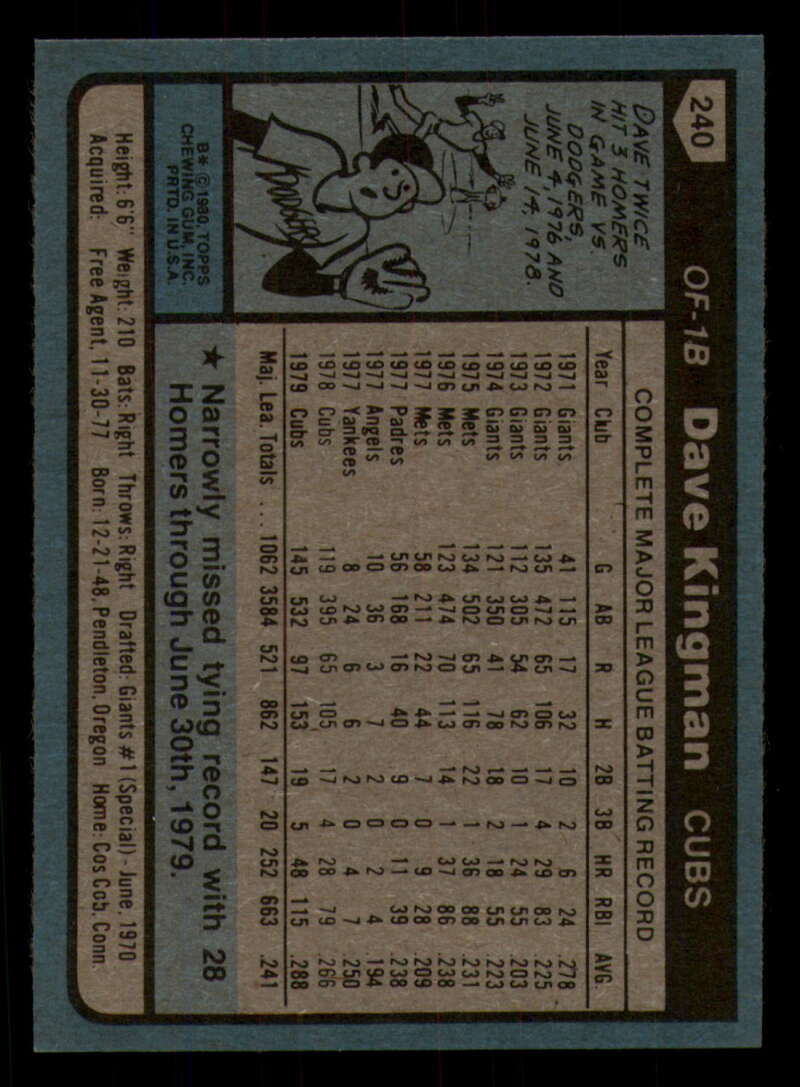 240 OF-1B Dave Kingman CUBS
DAVE TWICE
HIT 3 HOMERS
IN GAME VS.
DODGERS,
JUNE 4, 1976 AND
JUNE 14, 1978.
B* © 1980, TOPPS
CHEWING GUM, INC.
PRTD. IN U.S.A.
COMPLETE MAJOR LEAGUE BATTING RECORD
Year Club G AB R H 2B 3B HR RBI AVG.
1971 Giants 41 115 17 32 10 2 6 24 .278
1972 Giants 135 472 65 106 17 4 29 83 .225
1973 Giants 112 305 54 62 10 1 24 55 .203
1974 Giants 121 350 41 78 18 2 18 55 .223
1975 Mets 134 502 65 116 22 1 36 88 .231
1976 Mets 123 474 70 113 14 1 37 86 .238
1977 Mets 58 211 22 44 7 0 9 28 .209
1977 Padres 56 168 16 40 9 0 11 39 .238
1977 Angels 10 36 3 7 2 0 2 4 .194
1977 Yankees 8 24 6 6 2 0 4 7 .250
1978 Cubs 119 395 65 105 17 4 28 79 .266
1979 Cubs 145 532 97 153 19 5 48 115 .288
Maj. Lea. Totals . . . 1062 3584 521 862 147 20 252 663 .241
★ Narrowly missed tying record with 28
Homers through June 30th, 1979.
Height: 6'6" Weight: 210 Bats: Right Throws: Right Drafted: Giants #1 (Special) - June, 1970
Acquired: Free Agent, 11-30-77 Born: 12-21-48, Pendleton, Oregon Home: Cos Cob, Conn.